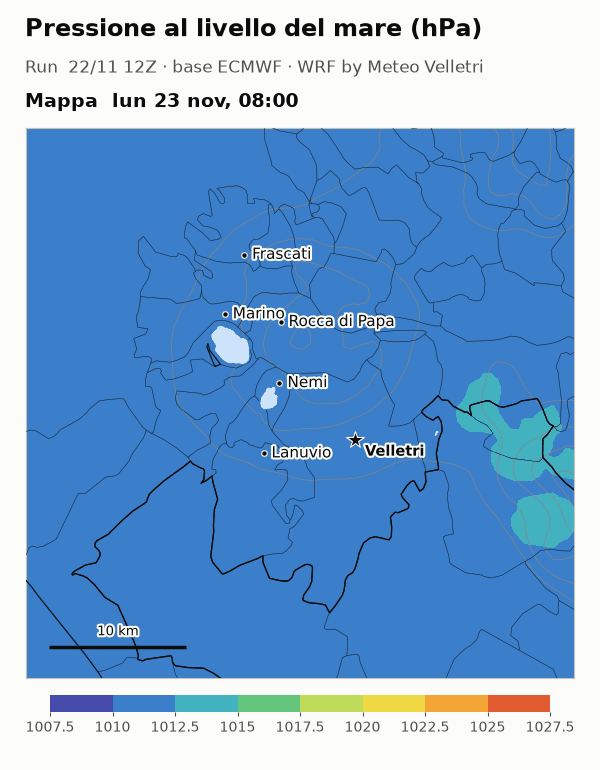 Pressione al livello del mare (hPa)
Run  22/11 12Z · base ECMWF · WRF by Meteo Velletri
Mappa  lun 23 nov, 08:00
Frascati
Marino
Rocca di Papa
Nemi
Velletri
Lanuvio
10 km
1007.5 1010 1012.5 1015 1017.5 1020 1022.5 1025 1027.5